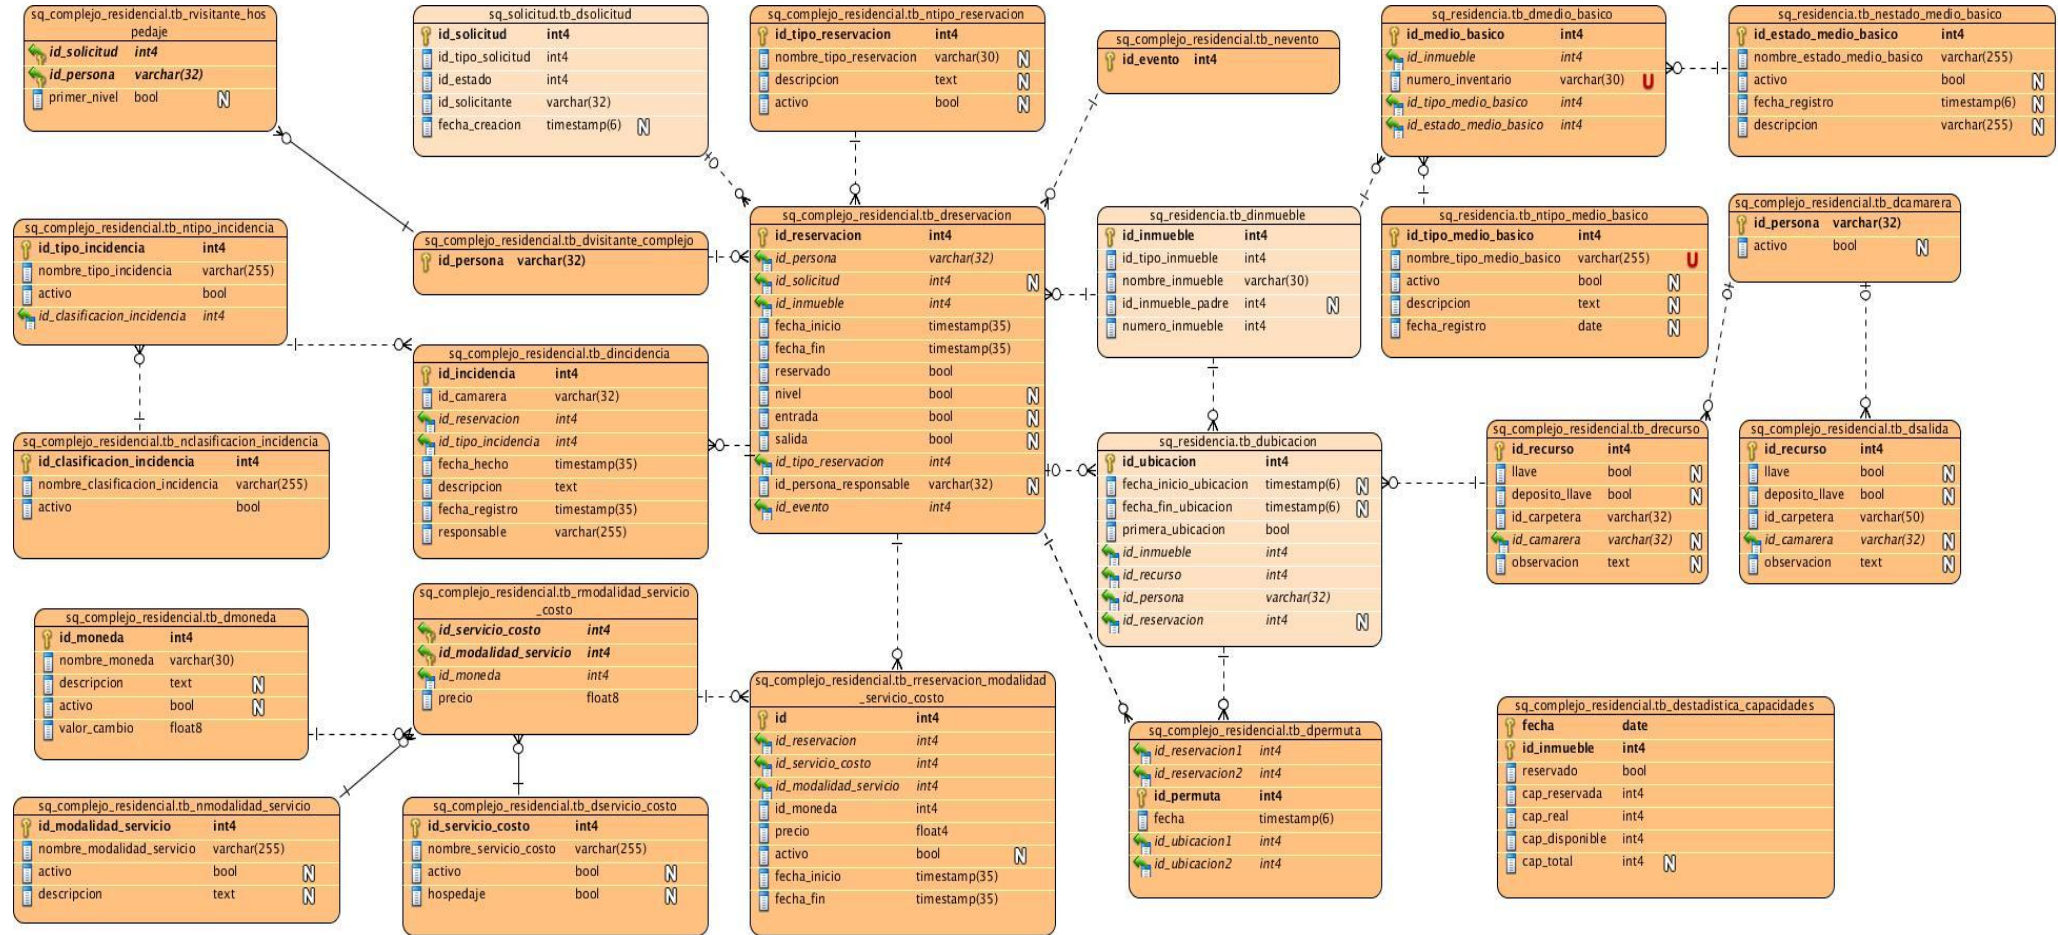 sq_complejo_residencial.tb_rvisitante_hos
pedaje
id_solicitud int4
id_persona varchar(32)
primer_nivel bool N
sq_solicitud.tb_dsolicitud
id_solicitud int4
id_tipo_solicitud int4
id_estado int4
id_solicitante varchar(32)
fecha_creacion timestamp(6) N
sq_complejo_residencial.tb_ntipo_reservacion
id_tipo_reservacion int4
nombre_tipo_reservacion varchar(30) N
descripcion text N
activo bool N
sq_complejo_residencial.tb_nevento
id_evento int4
sq_residencia.tb_dmedio_basico
id_medio_basico int4
id_inmueble int4
numero_inventario varchar(30) U
id_tipo_medio_basico int4
id_estado_medio_basico int4
sq_residencia.tb_nestado_medio_basico
id_estado_medio_basico int4
nombre_estado_medio_basico varchar(255)
activo bool N
fecha_registro timestamp(6) N
descripcion varchar(255) N
sq_complejo_residencial.tb_ntipo_incidencia
id_tipo_incidencia int4
nombre_tipo_incidencia varchar(255)
activo bool
id_clasificacion_incidencia int4
sq_complejo_residencial.tb_dvisitante_complejo
id_persona varchar(32)
sq_complejo_residencial.tb_dreservacion
id_reservacion int4
id_persona varchar(32)
id_solicitud int4 N
id_inmueble int4
fecha_inicio timestamp(35)
fecha_fin timestamp(35)
reservado bool
nivel bool N
entrada bool N
salida bool N
id_tipo_reservacion int4
id_persona_responsable varchar(32) N
id_evento int4
sq_residencia.tb_dinmueble
id_inmueble int4
id_tipo_inmueble int4
nombre_inmueble varchar(30)
id_inmueble_padre int4 N
numero_inmueble int4
sq_residencia.tb_ntipo_medio_basico
id_tipo_medio_basico int4
nombre_tipo_medio_basico varchar(255) U
activo bool N
descripcion text N
fecha_registro date N
sq_complejo_residencial.tb_dcamarera
id_persona varchar(32)
activo bool N
sq_complejo_residencial.tb_nclasificacion_incidencia
id_clasificacion_incidencia int4
nombre_clasificacion_incidencia varchar(255)
activo bool
sq_complejo_residencial.tb_dincidencia
id_incidencia int4
id_camarera varchar(32)
id_reservacion int4
id_tipo_incidencia int4
fecha_hecho timestamp(35)
descripcion text
fecha_registro timestamp(35)
responsable varchar(255)
sq_residencia.tb_dubicacion
id_ubicacion int4
fecha_inicio_ubicacion timestamp(6) N
fecha_fin_ubicacion timestamp(6) N
primera_ubicacion bool
id_inmueble int4
id_recurso int4
id_persona varchar(32)
id_reservacion int4 N
sq_complejo_residencial.tb_drecurso
id_recurso int4
llave bool N
deposito_llave bool N
id_carpetera varchar(32)
id_camarera varchar(32) N
observacion text N
sq_complejo_residencial.tb_dsalida
id_recurso int4
llave bool N
deposito_llave bool N
id_carpetera varchar(50)
id_camarera varchar(32) N
observacion text N
sq_complejo_residencial.tb_dmoneda
id_moneda int4
nombre_moneda varchar(30)
descripcion text N
activo bool N
valor_cambio float8
sq_complejo_residencial.tb_rmodalidad_servicio
_costo
id_servicio_costo int4
id_modalidad_servicio int4
id_moneda int4
precio float8
sq_complejo_residencial.tb_rreservacion_modalidad
_servicio_costo
id int4
id_reservacion int4
id_servicio_costo int4
id_modalidad_servicio int4
id_moneda int4
precio float4
activo bool N
fecha_inicio timestamp(35)
fecha_fin timestamp(35)
sq_complejo_residencial.tb_dpermuta
id_reservacion1 int4
id_reservacion2 int4
id_permuta int4
fecha timestamp(6)
id_ubicacion1 int4
id_ubicacion2 int4
sq_complejo_residencial.tb_destadistica_capacidades
fecha date
id_inmueble int4
reservado bool
cap_reservada int4
cap_real int4
cap_disponible int4
cap_total int4 N
sq_complejo_residencial.tb_nmodalidad_servicio
id_modalidad_servicio int4
nombre_modalidad_servicio varchar(255)
activo bool N
descripcion text N
sq_complejo_residencial.tb_dservicio_costo
id_servicio_costo int4
nombre_servicio_costo varchar(255)
activo bool N
hospedaje bool N